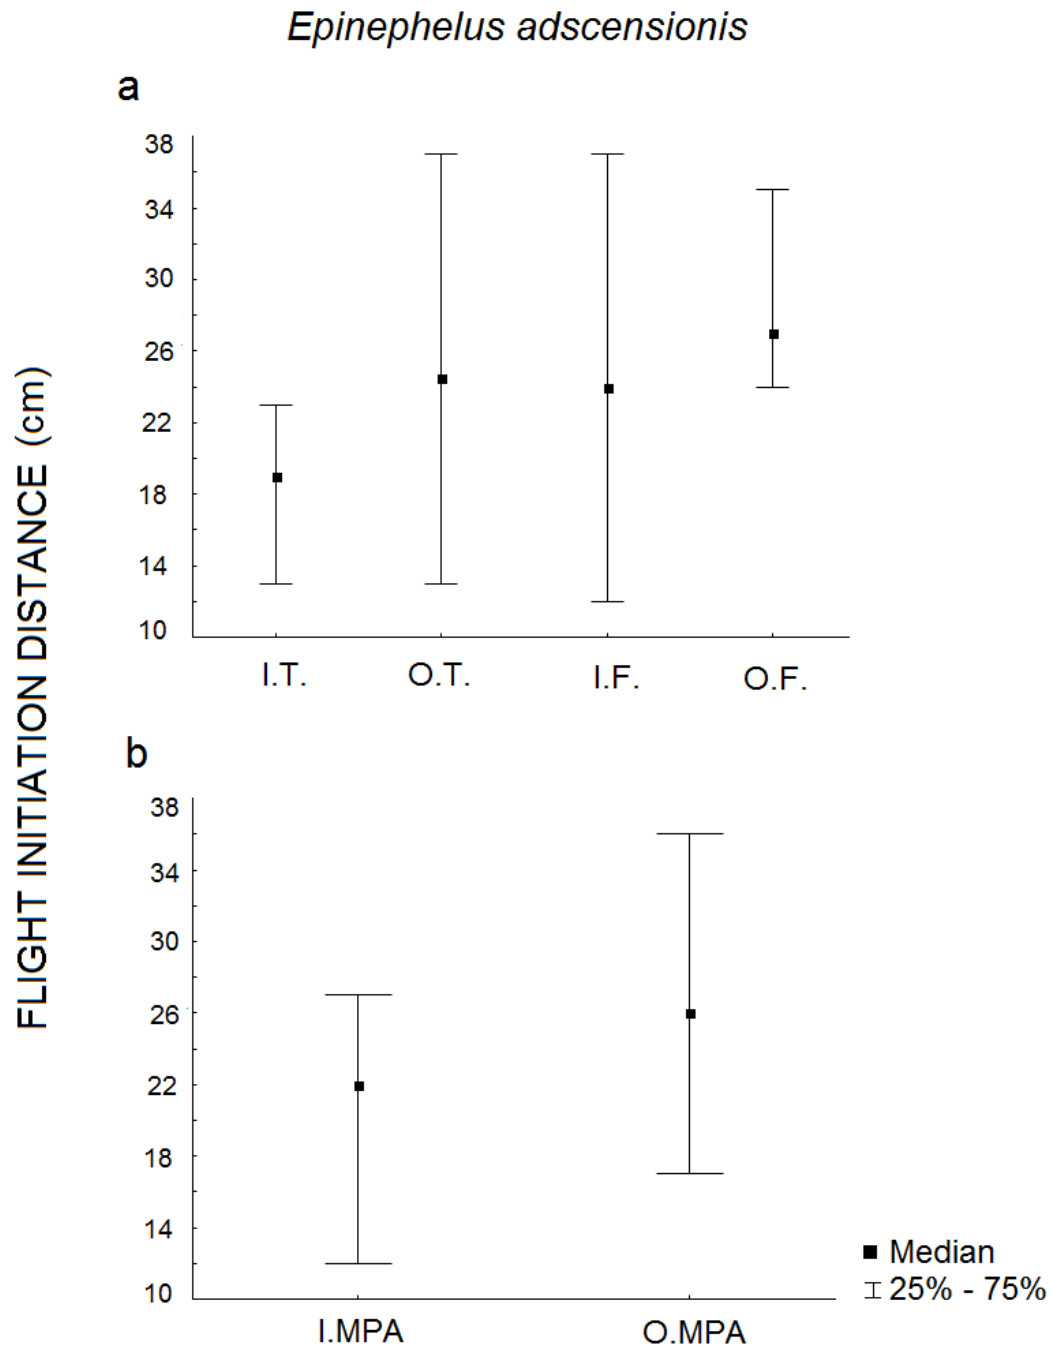 Epinephelus adscensionis
a
FLIGHT INITIATION DISTANCE (cm)
38
34
30
26
22
18
14
10
I.T. O.T. I.F. O.F.
b
38
34
30
26
22
18
14
10
I.MPA O.MPA
Median
25% - 75%